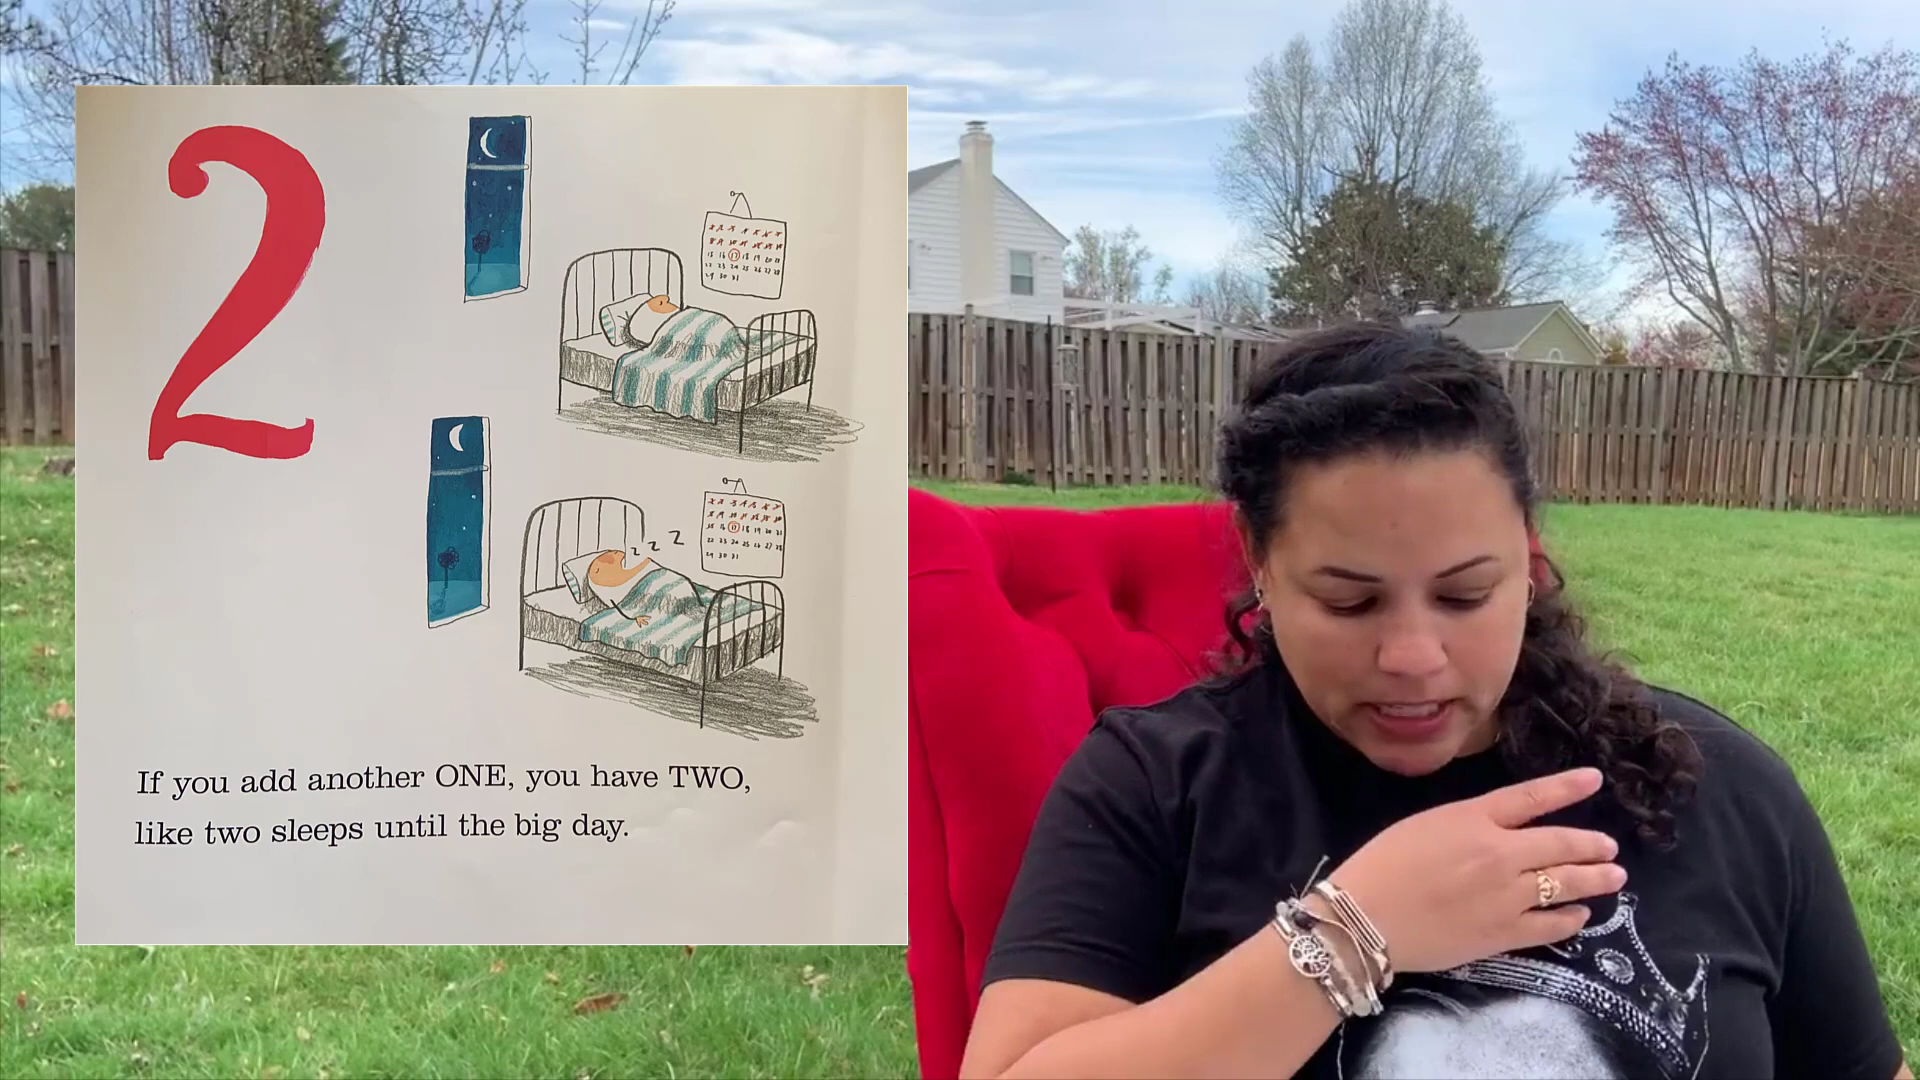 2
z z z
If you add another ONE, you have TWO,
like two sleeps until the big day.